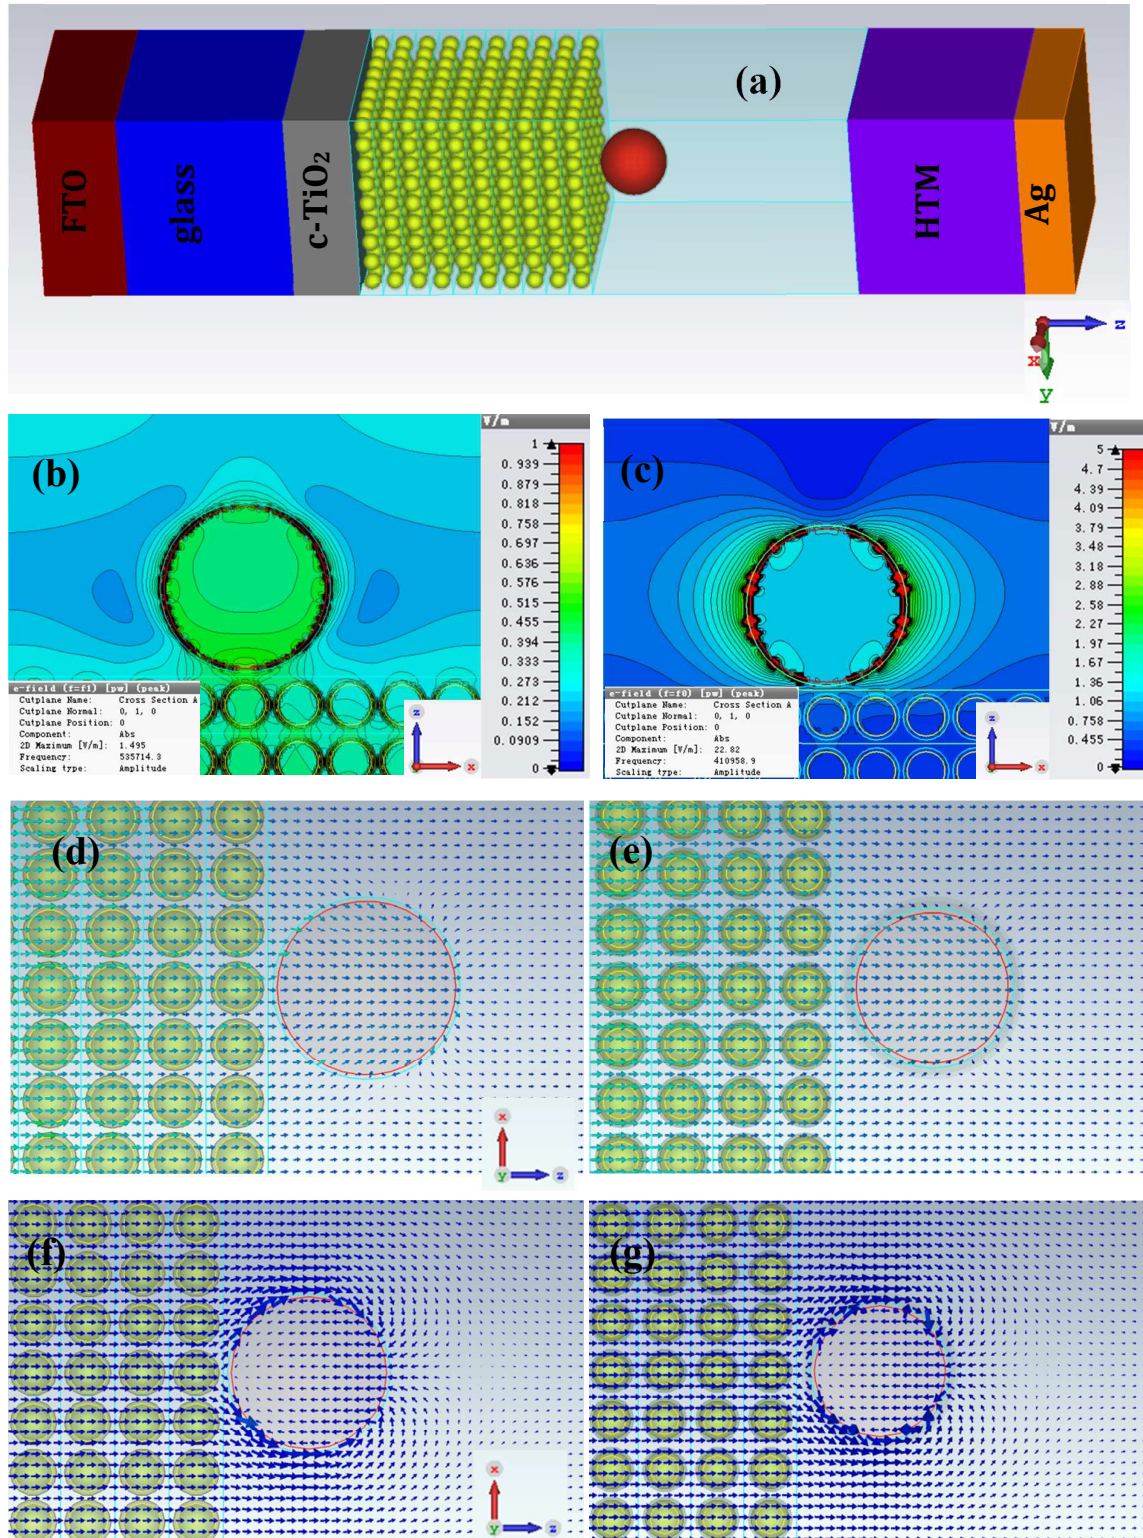 (a)
FTO
glass
c-TiO₂
HTM
Ag
z
x
y
(b)
V/m
1
0.939
0.879
0.818
0.758
0.697
0.636
0.576
0.515
0.455
0.394
0.333
0.273
0.212
0.152
0.0909
0
e-field (f=f1) [pw] (peak)
Cutplane Name: Cross Section A
Cutplane Normal: 0, 1, 0
Cutplane Position: 0
Component: Abs
2D Maximum [V/m]: 1.495
Frequency: 535714.3
Scaling type: Amplitude
z
x
(c)
V/m
5
4.7
4.39
4.09
3.79
3.48
3.18
2.88
2.58
2.27
1.97
1.67
1.36
1.06
0.758
0.455
0
e-field (f=f0) [pw] (peak)
Cutplane Name: Cross Section A
Cutplane Normal: 0, 1, 0
Cutplane Position: 0
Component: Abs
2D Maximum [V/m]: 22.82
Frequency: 410958.9
Scaling type: Amplitude
z
x
(d)
x
y
z
(e)
(f)
x
y
z
(g)